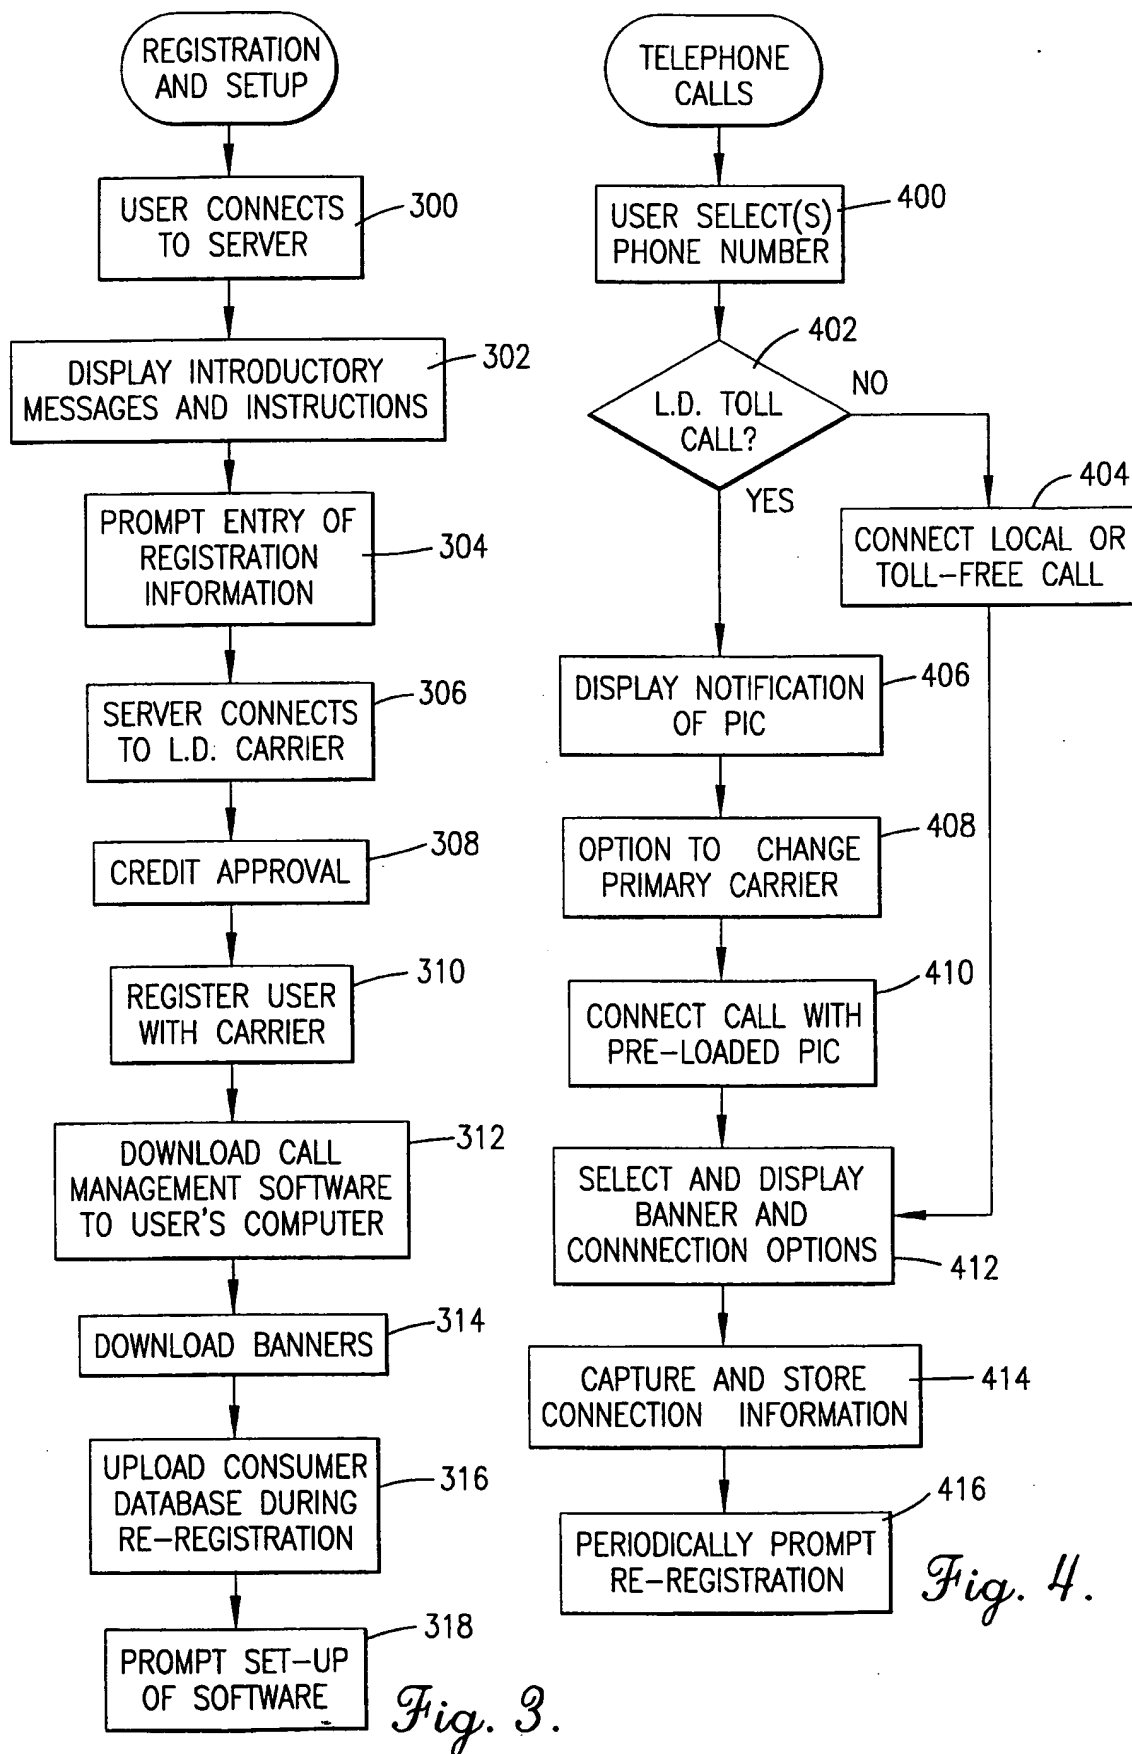 REGISTRATION
AND SETUP
USER CONNECTS
TO SERVER
300
DISPLAY INTRODUCTORY
MESSAGES AND INSTRUCTIONS
302
PROMPT ENTRY OF
REGISTRATION
INFORMATION
304
SERVER CONNECTS
TO L.D. CARRIER
306
CREDIT APPROVAL
308
REGISTER USER
WITH CARRIER
310
DOWNLOAD CALL
MANAGEMENT SOFTWARE
TO USER'S COMPUTER
312
DOWNLOAD BANNERS
314
UPLOAD CONSUMER
DATABASE DURING
RE-REGISTRATION
316
PROMPT SET-UP
OF SOFTWARE
318
Fig. 3.
TELEPHONE
CALLS
USER SELECT(S)
PHONE NUMBER
400
L.D. TOLL
CALL?
402
NO
YES
CONNECT LOCAL OR
TOLL-FREE CALL
404
DISPLAY NOTIFICATION
OF PIC
406
OPTION TO CHANGE
PRIMARY CARRIER
408
CONNECT CALL WITH
PRE-LOADED PIC
410
SELECT AND DISPLAY
BANNER AND
CONNNECTION OPTIONS
412
CAPTURE AND STORE
CONNECTION INFORMATION
414
PERIODICALLY PROMPT
RE-REGISTRATION
416
Fig. 4.